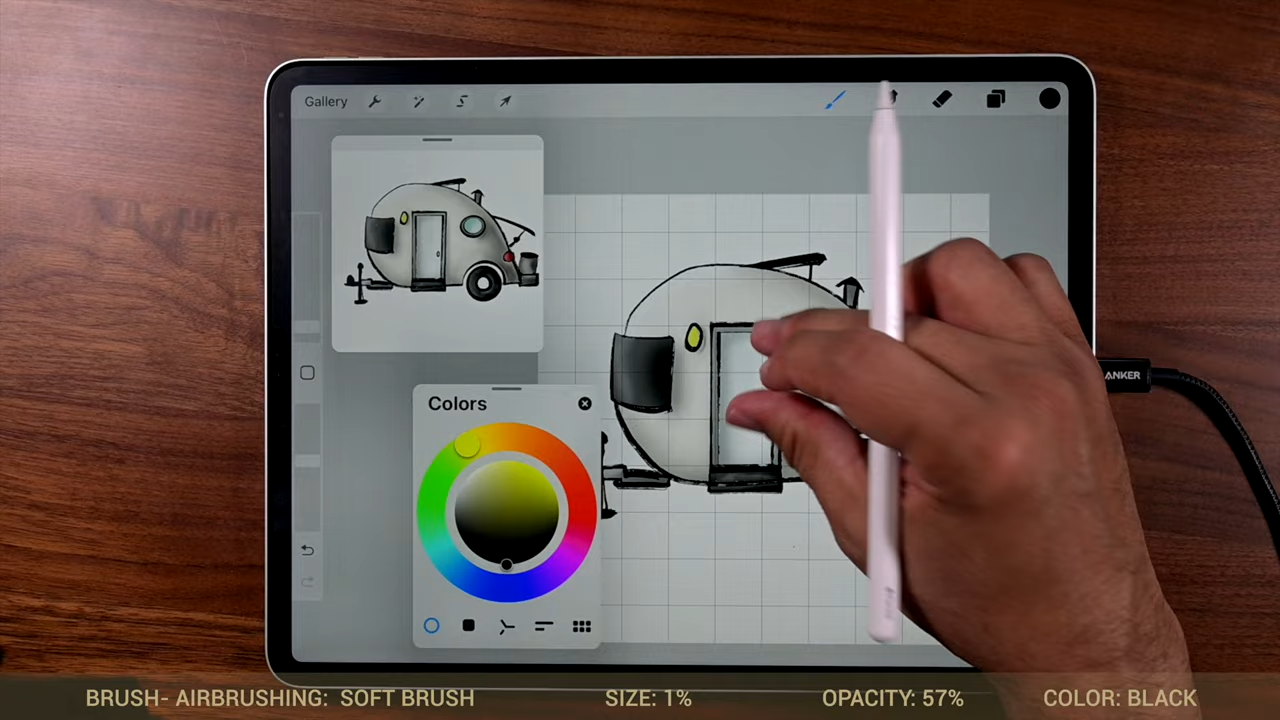 Gallery
Colors
ANKER
BRUSH- AIRBRUSHING: SOFT BRUSH SIZE: 1% OPACITY: 57% COLOR: BLACK